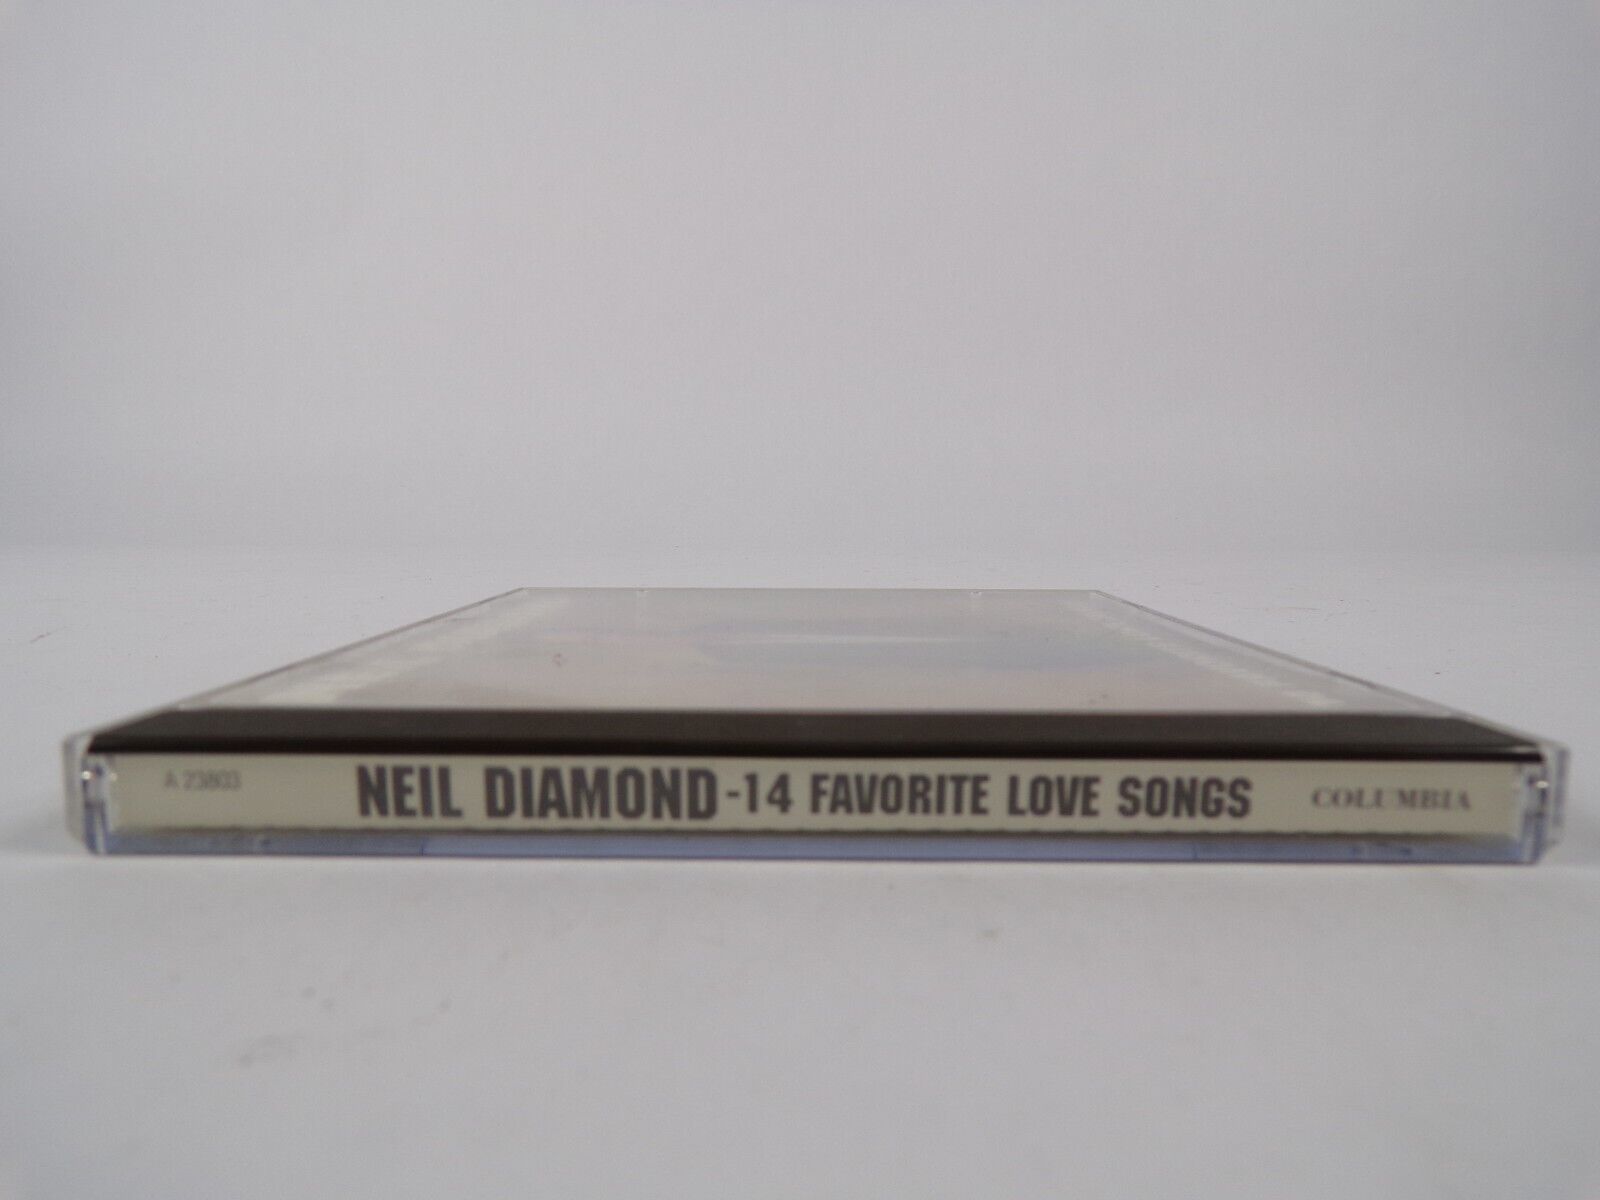 A 23803 NEIL DIAMOND - 14 FAVORITE LOVE SONGS COLUMBIA